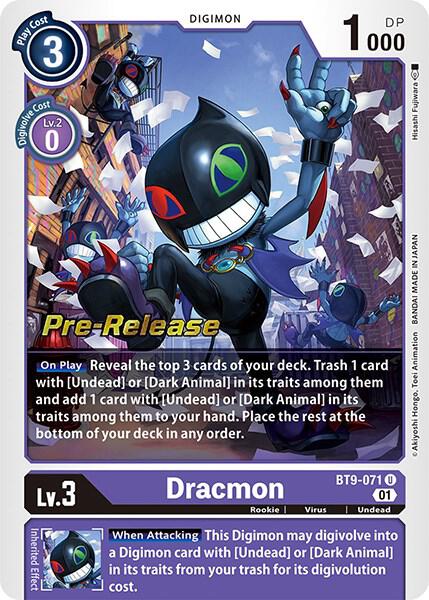 DIGIMON
Play Cost
3
DP
1000
Digivolve Cost
Lv.2
0
Hisashi Fujiwara
BANDAI MADE IN JAPAN
© Akiyoshi Hongo, Toei Animation
Pre-Release
On Play Reveal the top 3 cards of your deck. Trash 1 card
with [Undead] or [Dark Animal] in its traits among them
and add 1 card with [Undead] or [Dark Animal] in its
traits among them to your hand. Place the rest at the
bottom of your deck in any order.
BT9-071 U
01
Lv.3
Dracmon
Rookie | Virus | Undead
Inherited Effect
When Attacking This Digimon may digivolve into
a Digimon card with [Undead] or [Dark Animal]
in its traits from your trash for its digivolution
cost.